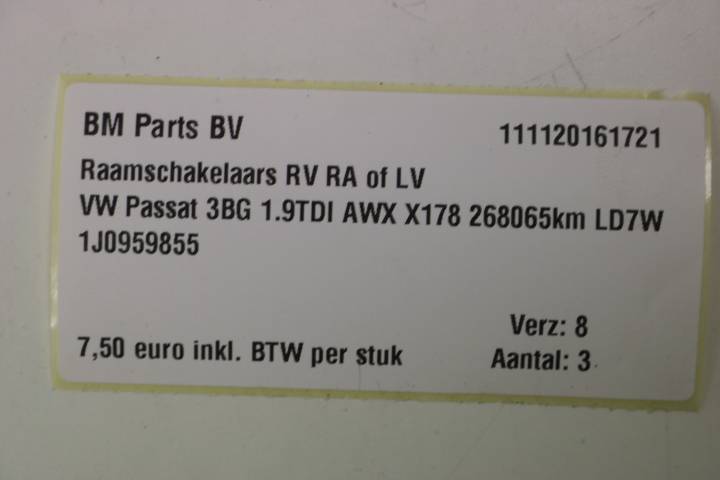 BM Parts BV 111120161721
Raamschakelaars RV RA of LV
VW Passat 3BG 1.9TDI AWX X178 268065km LD7W
1J0959855
Verz: 8
7,50 euro inkl. BTW per stuk Aantal: 3